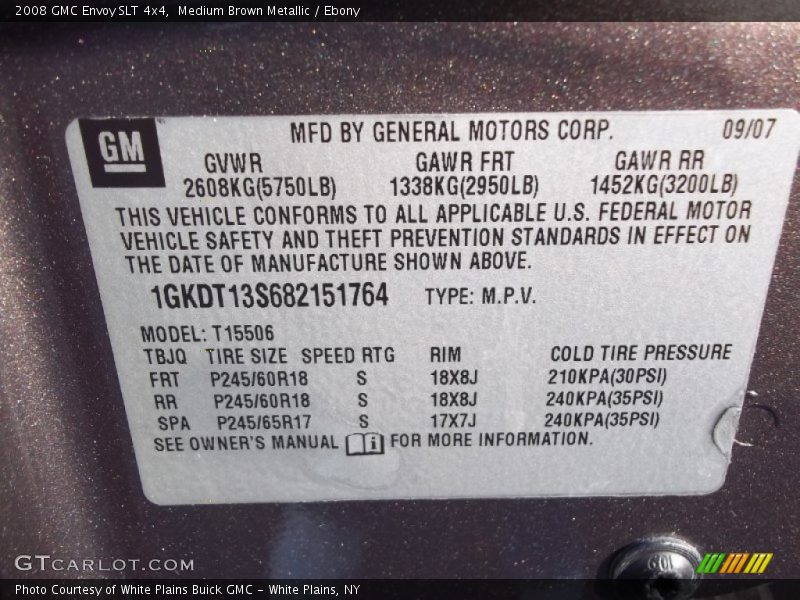 2008 GMC Envoy SLT 4x4,  Medium Brown Metallic / Ebony
GM
MFD BY GENERAL MOTORS CORP.
09/07
GVWR GAWR FRT GAWR RR
2608KG(5750LB) 1338KG(2950LB) 1452KG(3200LB)
THIS VEHICLE CONFORMS TO ALL APPLICABLE U.S. FEDERAL MOTOR
VEHICLE SAFETY AND THEFT PREVENTION STANDARDS IN EFFECT ON
THE DATE OF MANUFACTURE SHOWN ABOVE.
1GKDT13S682151764 TYPE: M.P.V.
MODEL: T15506
TBJQ TIRE SIZE SPEED RTG RIM COLD TIRE PRESSURE
FRT P245/60R18 S 18X8J 210KPA(30PSI)
RR P245/60R18 S 18X8J 240KPA(35PSI)
SPA P245/65R17 S 17X7J 240KPA(35PSI)
SEE OWNER'S MANUAL i FOR MORE INFORMATION.
GTCARLOT.COM
Photo Courtesy of White Plains Buick GMC - White Plains, NY